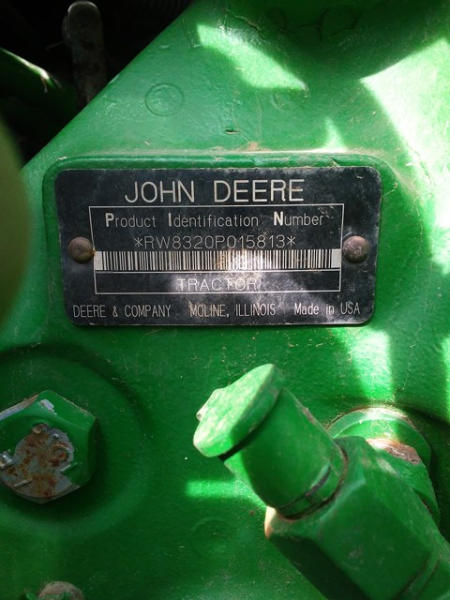 JOHN DEERE
Product Identification Number
*RW8320P015813*
TRACTOR
DEERE & COMPANY MOLINE, ILLINOIS Made in USA